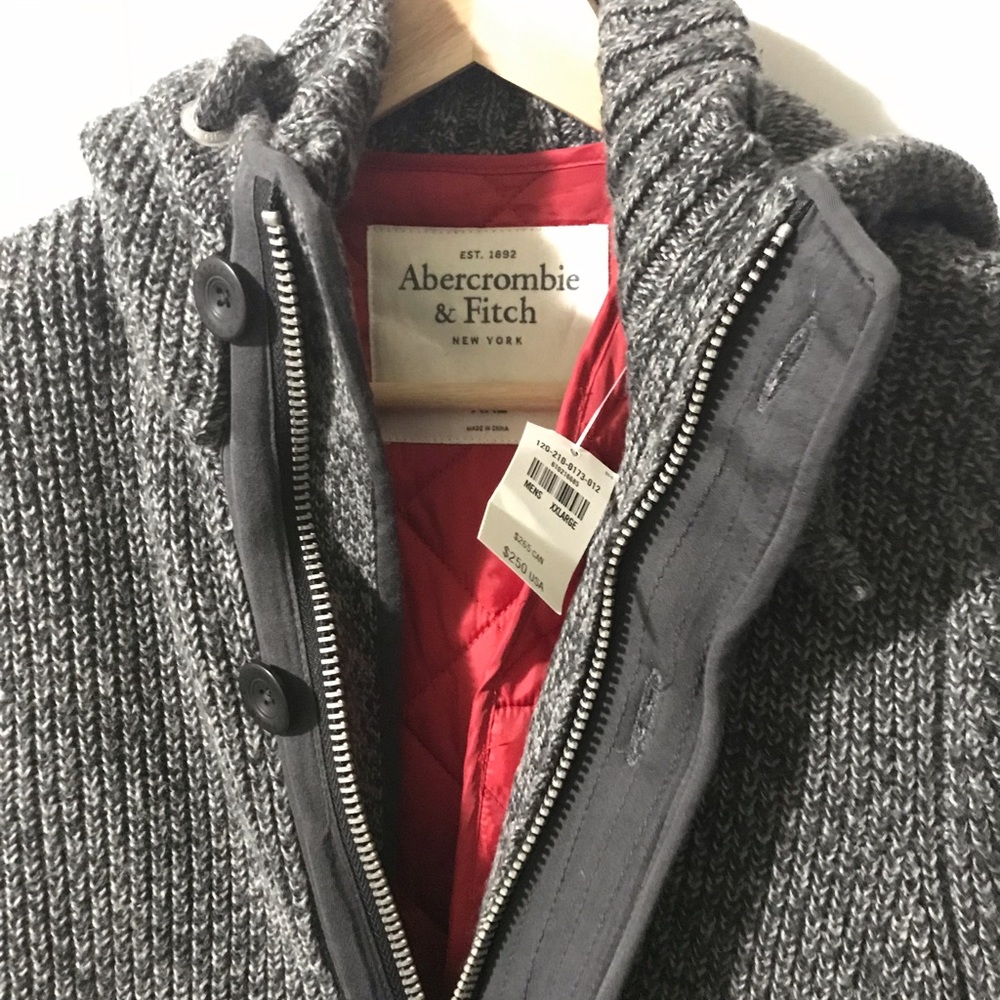 EST. 1892
Abercrombie
& Fitch
NEW YORK
MADE IN CHINA
120-218-0173-012
MENS XXLARGE
$265 CAN
$250 USA